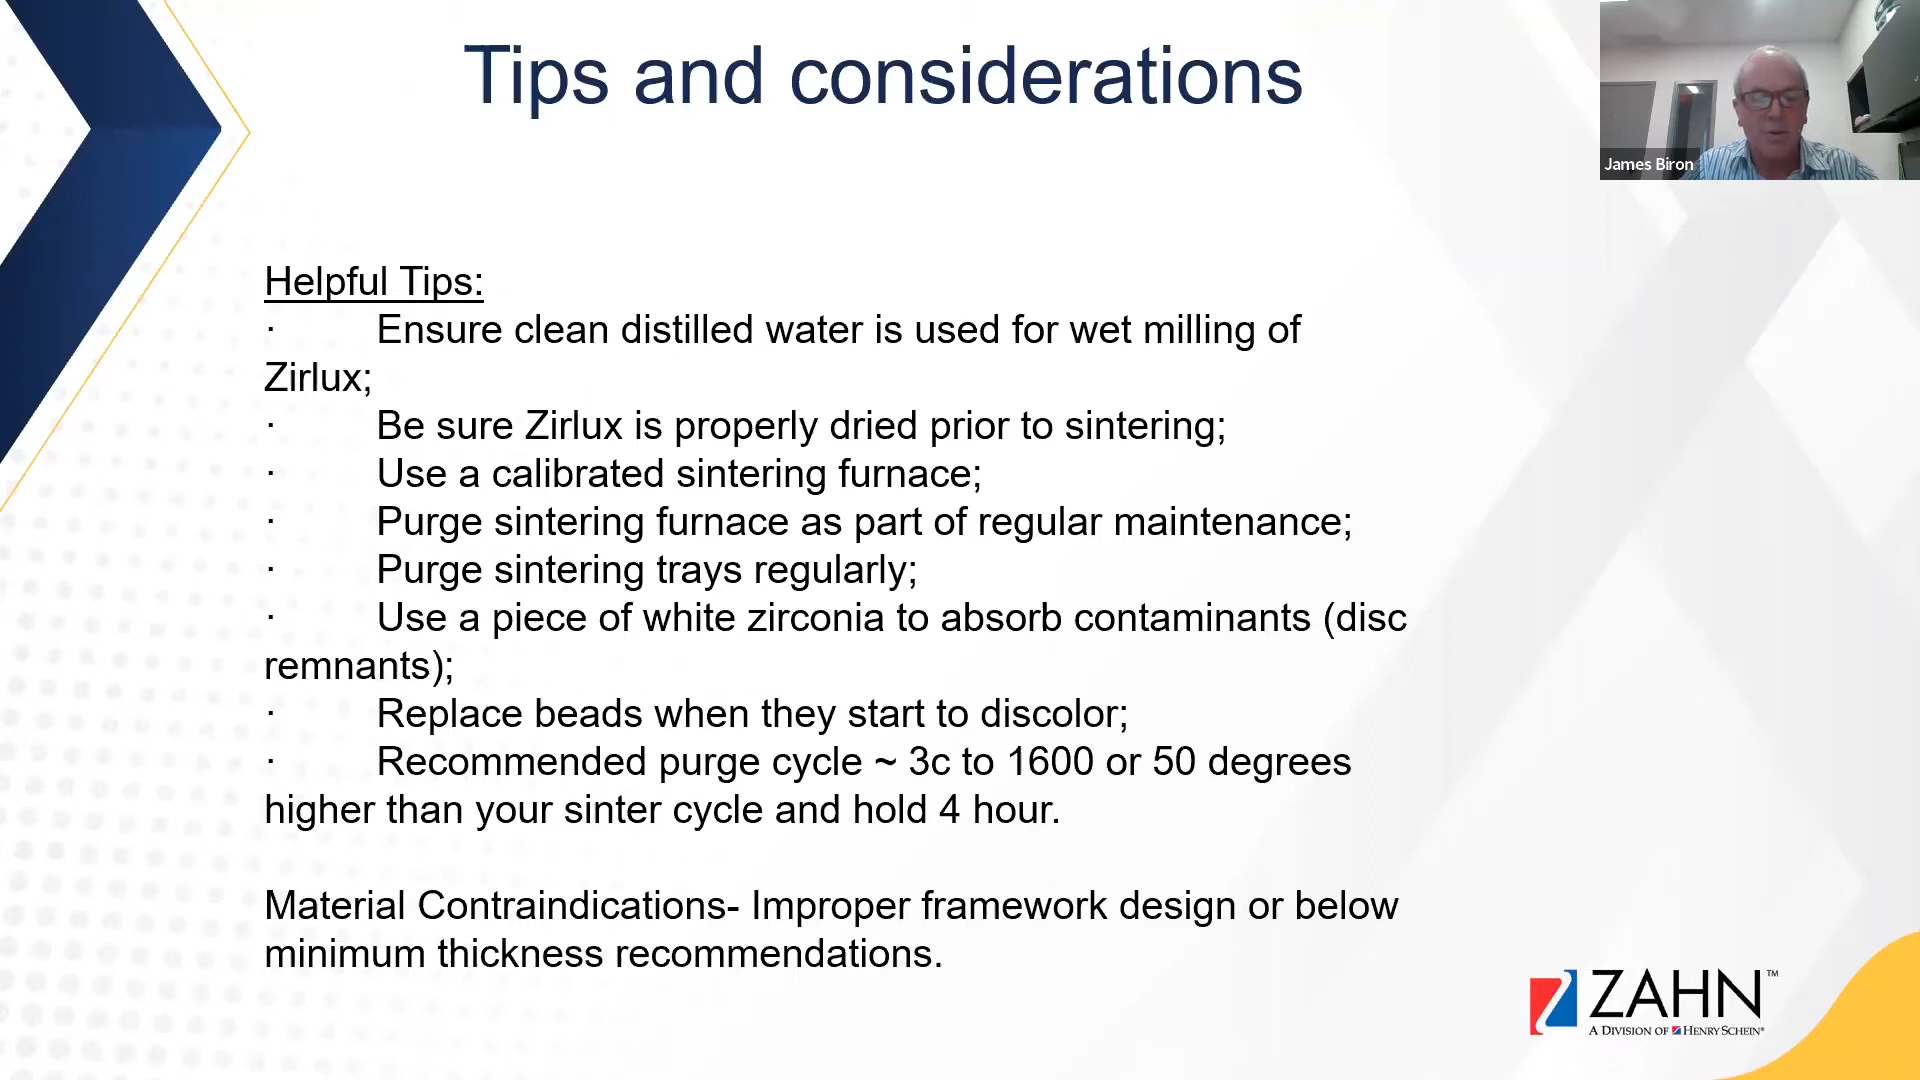 Tips and considerations
James Biron
Helpful Tips:
· Ensure clean distilled water is used for wet milling of
Zirlux;
· Be sure Zirlux is properly dried prior to sintering;
· Use a calibrated sintering furnace;
· Purge sintering furnace as part of regular maintenance;
· Purge sintering trays regularly;
· Use a piece of white zirconia to absorb contaminants (disc
remnants);
· Replace beads when they start to discolor;
· Recommended purge cycle ~ 3c to 1600 or 50 degrees
higher than your sinter cycle and hold 4 hour.
Material Contraindications- Improper framework design or below
minimum thickness recommendations.
ZAHN™
A DIVISION OF HENRY SCHEIN®